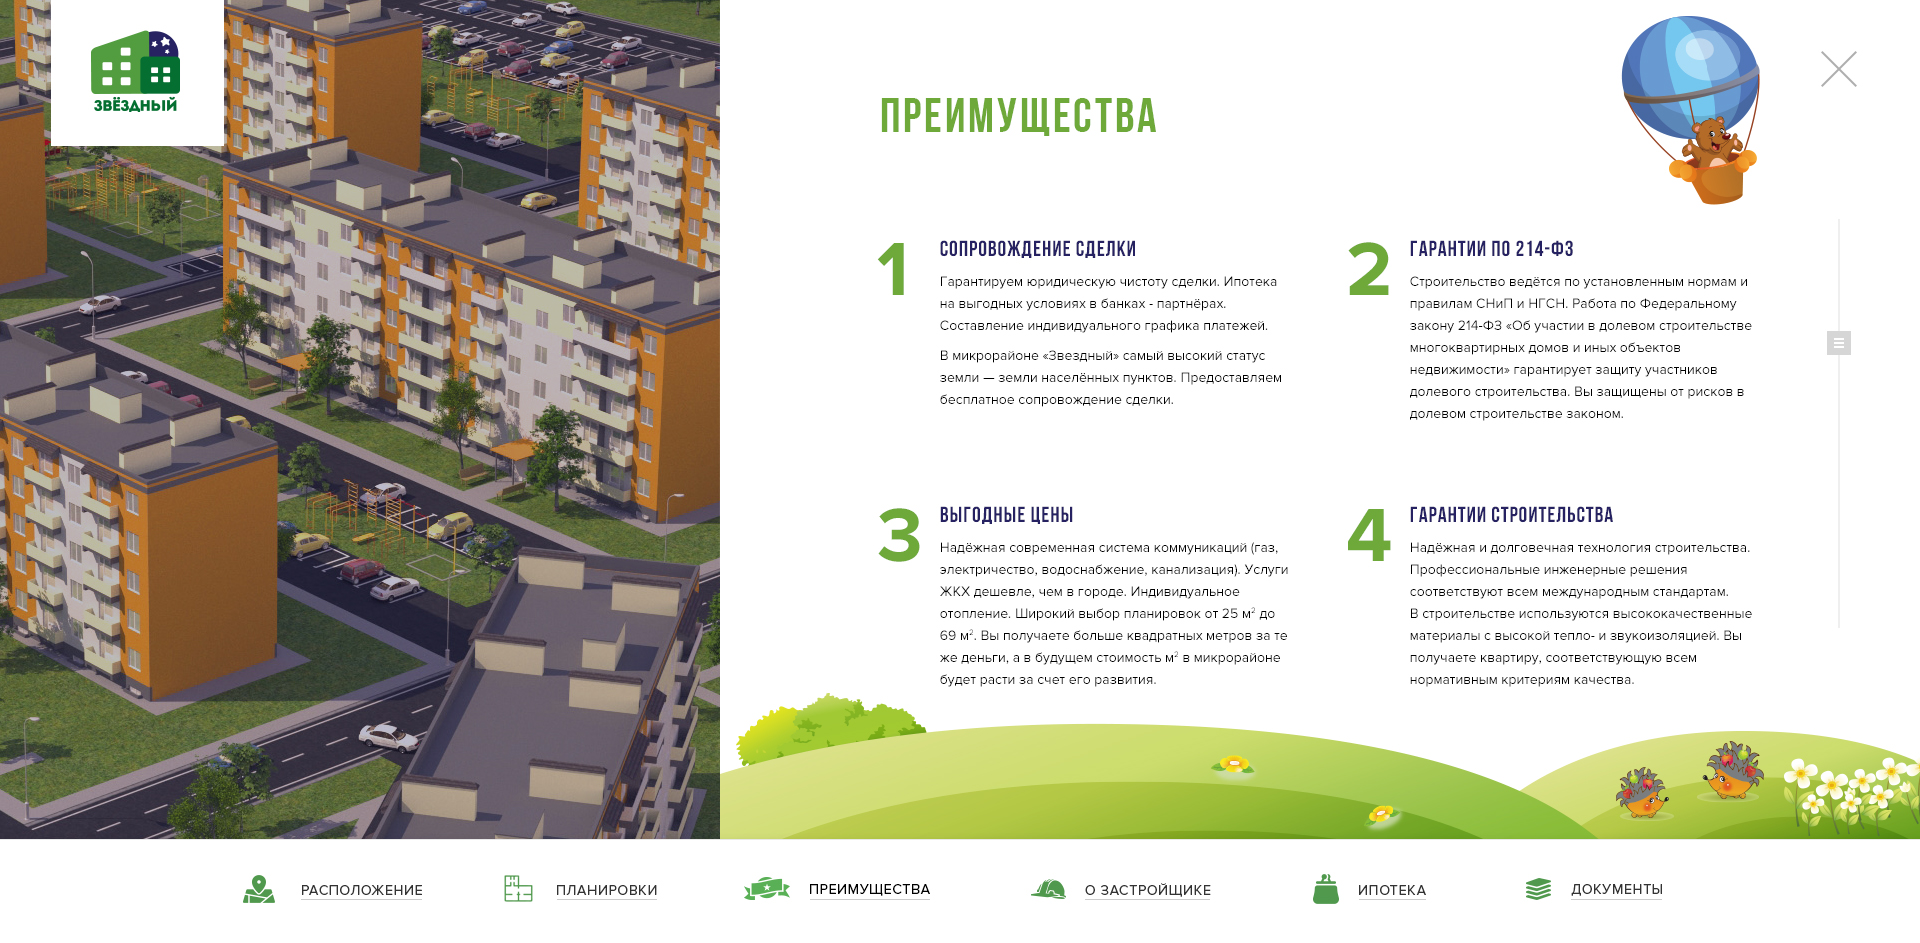 ЗВЁЗДНЫЙ
ПРЕИМУЩЕСТВА
1
СОПРОВОЖДЕНИЕ СДЕЛКИ
Гарантируем юридическую чистоту сделки. Ипотека
на выгодных условиях в банках - партнёрах.
Составление индивидуального графика платежей.
В микрорайоне «Звездный» самый высокий статус
земли — земли населённых пунктов. Предоставляем
бесплатное сопровождение сделки.
2
ГАРАНТИИ ПО 214-ФЗ
Строительство ведётся по установленным нормам и
правилам СНиП и НГСН. Работа по Федеральному
закону 214-ФЗ «Об участии в долевом строительстве
многоквартирных домов и иных объектов
недвижимости» гарантирует защиту участников
долевого строительства. Вы защищены от рисков в
долевом строительстве законом.
3
ВЫГОДНЫЕ ЦЕНЫ
Надёжная современная система коммуникаций (газ,
электричество, водоснабжение, канализация). Услуги
ЖКХ дешевле, чем в городе. Индивидуальное
отопление. Широкий выбор планировок от 25 м² до
69 м². Вы получаете больше квадратных метров за те
же деньги, а в будущем стоимость м² в микрорайоне
будет расти за счет его развития.
4
ГАРАНТИИ СТРОИТЕЛЬСТВА
Надёжная и долговечная технология строительства.
Профессиональные инженерные решения
соответствуют всем международным стандартам.
В строительстве используются высококачественные
материалы с высокой тепло- и звукоизоляцией. Вы
получаете квартиру, соответствующую всем
нормативным критериям качества.
РАСПОЛОЖЕНИЕ
ПЛАНИРОВКИ
ПРЕИМУЩЕСТВА
О ЗАСТРОЙЩИКЕ
ИПОТЕКА
ДОКУМЕНТЫ